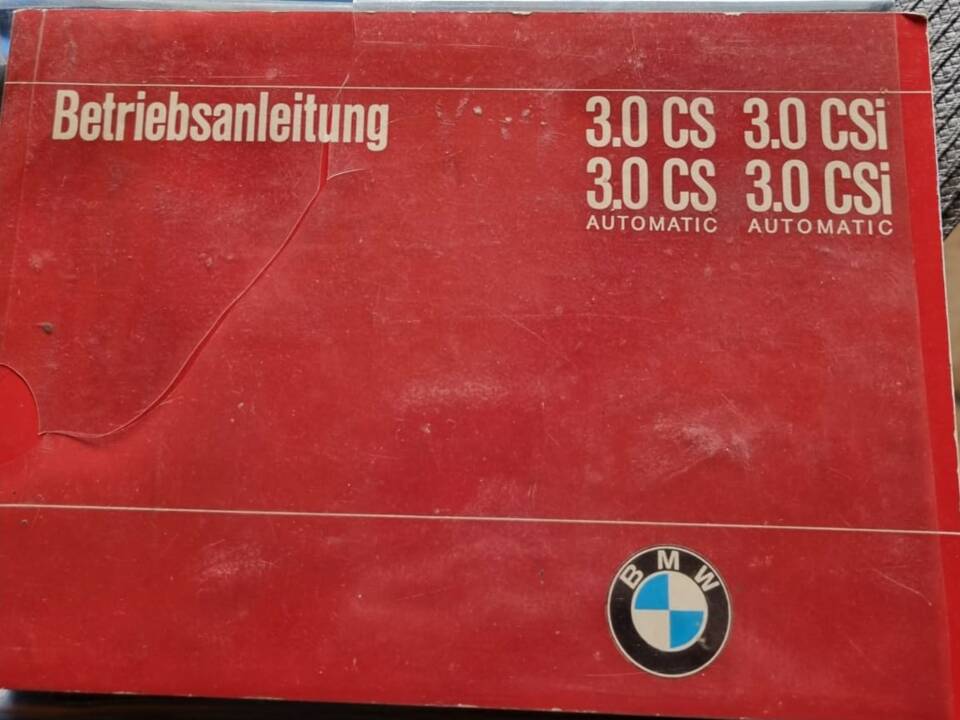 Betriebsanleitung
3.0 CS 3.0 CSi
3.0 CS 3.0 CSi
AUTOMATIC AUTOMATIC
BMW